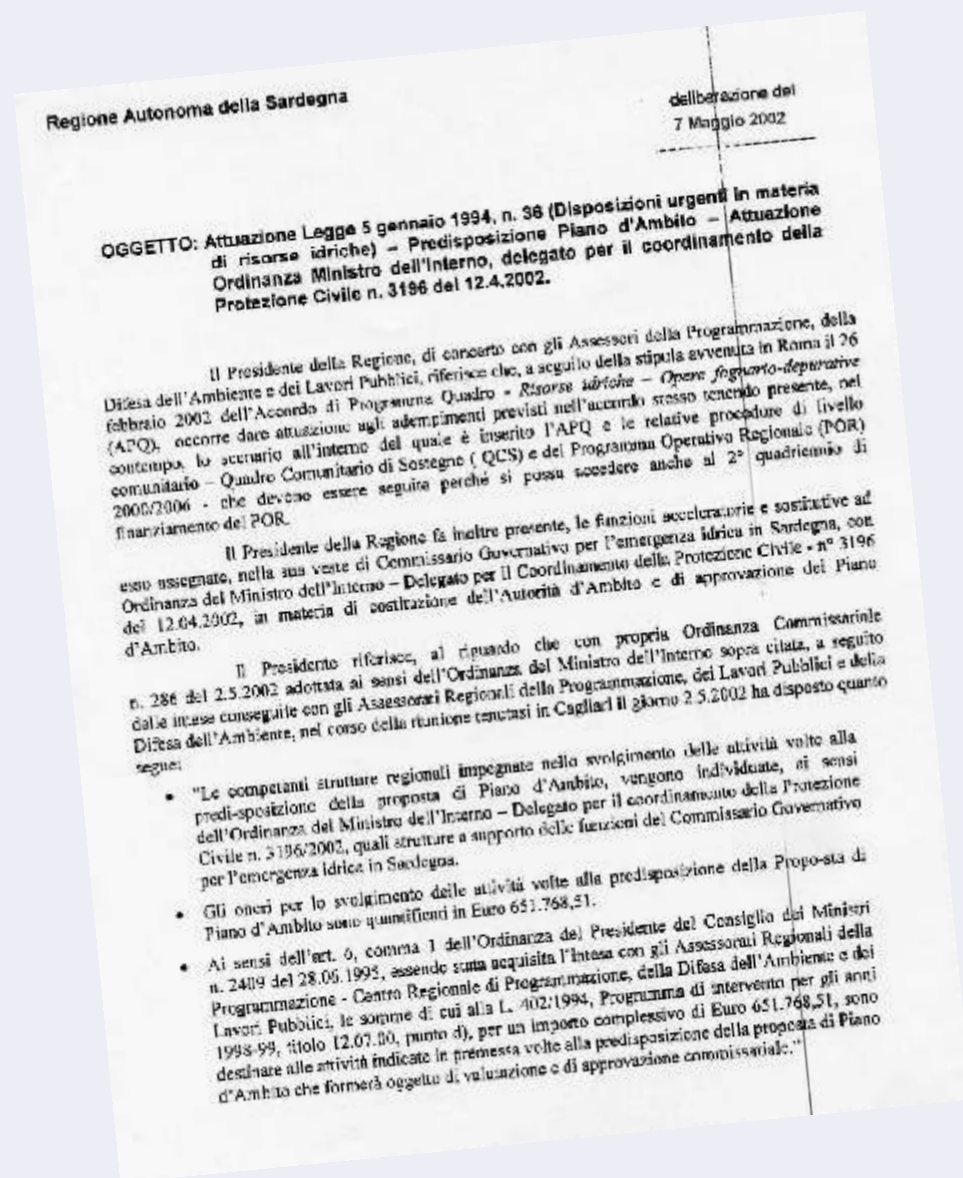 Regione Autonoma della Sardegna
deliberazione del
7 Maggio 2002
OGGETTO: Attuazione Legge 5 gennaio 1994, n. 36 (Disposizioni urgenti in materia
di risorse idriche) – Predisposizione Piano d'Ambito – Attuazione
Ordinanza Ministro dell'Interno, delegato per il coordinamento della
Protezione Civile n. 3196 del 12.4.2002.
Il Presidente della Regione, di concerto con gli Assessori della Programmazione, della
Difesa dell'Ambiente e dei Lavori Pubblici, riferisce che, a seguito della stipula avvenuta in Roma il 26
febbraio 2002 dell'Accordo di Programma Quadro - Risorse idriche – Opere fognario-depurative
(APQ), occorre dare attuazione agli adempimenti previsti nell'accordo stesso tenendo presente, nel
contempo, lo scenario all'interno del quale è inserito l'APQ e le relative procedure di livello
comunitario – Quadro Comunitario di Sostegno ( QCS) e del Programma Operativo Regionale (POR)
2000/2006 - che devono essere seguite perché si possa accedere anche al 2° quadriennio di
finanziamento del POR.
Il Presidente della Regione fa inoltre presente, le funzioni acceleratorie e sostitutive ad
esso assegnate, nella sua veste di Commissario Governativo per l'emergenza idrica in Sardegna, con
Ordinanza del Ministro dell'Interno – Delegato per il Coordinamento della Protezione Civile - n° 3196
del 12.04.2002, in materia di costituzione dell'Autorità d'Ambito e di approvazione del Piano
d'Ambito.
Il Presidente riferisce, al riguardo che con propria Ordinanza Commissariale
n. 286 del 2.5.2002 adottata ai sensi dell'Ordinanza del Ministro dell'Interno sopra citata, a seguito
delle intese conseguite con gli Assessorati Regionali della Programmazione, dei Lavori Pubblici e della
Difesa dell'Ambiente, nel corso della riunione tenutasi in Cagliari il giorno 2.5.2002 ha disposto quanto
segue:
• "Le competenti strutture regionali impegnate nello svolgimento delle attività volte alla
predi-sposizione della proposta di Piano d'Ambito, vengono individuate, ai sensi
dell'Ordinanza del Ministro dell'Interno – Delegato per il coordinamento della Protezione
Civile n. 3196/2002, quali strutture a supporto delle funzioni del Commissario Governativo
per l'emergenza idrica in Sardegna.
• Gli oneri per lo svolgimento delle attività volte alla predisposizione della Propo-sta di
Piano d'Ambito sono quantificati in Euro 651.768,51.
• Ai sensi dell'art. 6, comma 1 dell'Ordinanza del Presidente del Consiglio dei Ministri
n. 2409 del 28.06.1995, essendo stata acquisita l'intesa con gli Assessorati Regionali della
Programmazione - Centro Regionale di Programmazione, della Difesa dell'Ambiente e dei
Lavori Pubblici, le somme di cui alla L. 402/1994, Programma di intervento per gli anni
1998-99, titolo 12.07.00, punto d), per un importo complessivo di Euro 651.768,51, sono
destinate alle attività indicate in premessa volte alla predisposizione della proposta di Piano
d'Ambito che formerà oggetto di valutazione e di approvazione commissariale."